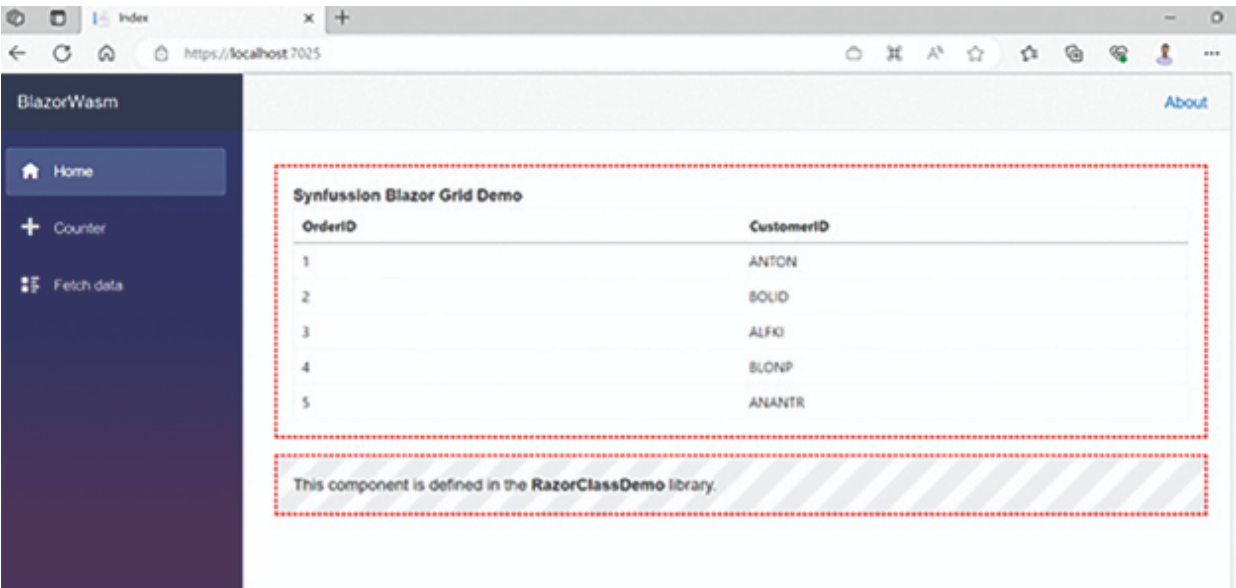 Index
https://localhost:7025
BlazorWasm
About
Home
Counter
Fetch data
Synfussion Blazor Grid Demo
OrderID CustomerID
1 ANTON
2 BOLID
3 ALFKI
4 BLONP
5 ANANTR
This component is defined in the RazorClassDemo library.